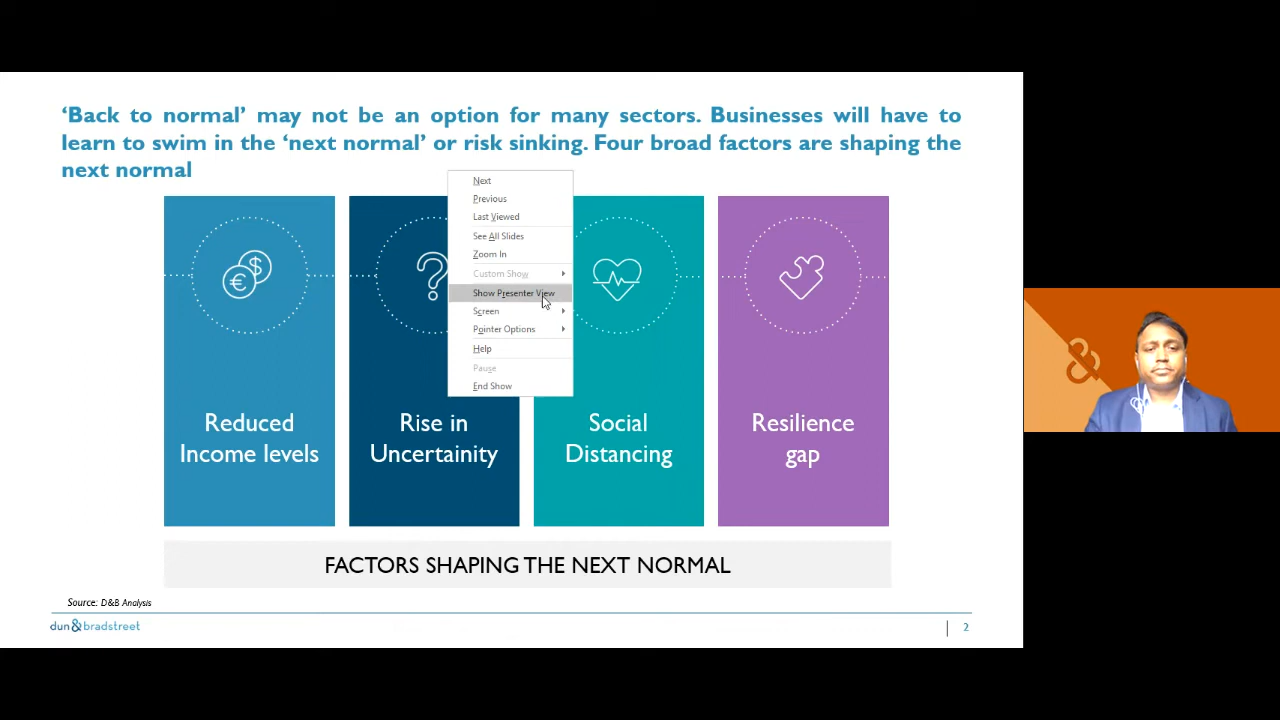 ‘Back to normal’ may not be an option for many sectors. Businesses will have to
learn to swim in the ‘next normal’ or risk sinking. Four broad factors are shaping the
next normal
Next
Previous
Last Viewed
See All Slides
Zoom In
Custom Show
Show Presenter View
Screen
Pointer Options
Help
Pause
End Show
Reduced
Income levels
Rise in
Uncertainity
Social
Distancing
Resilience
gap
FACTORS SHAPING THE NEXT NORMAL
Source: D&B Analysis
dun&bradstreet
2
&